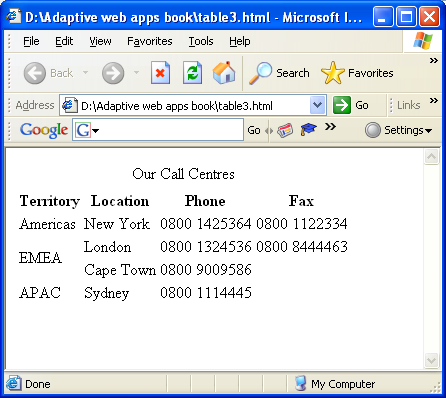 D:\Adaptive web apps book\table3.html - Microsoft I...
File Edit View Favorites Tools Help
Back Search Favorites
Address D:\Adaptive web apps book\table3.html Go Links
Google G Go Settings
Our Call Centres
Territory Location Phone Fax
Americas New York 0800 1425364 0800 1122334
EMEA London 0800 1324536 0800 8444463
Cape Town 0800 9009586
APAC Sydney 0800 1114445
Done My Computer